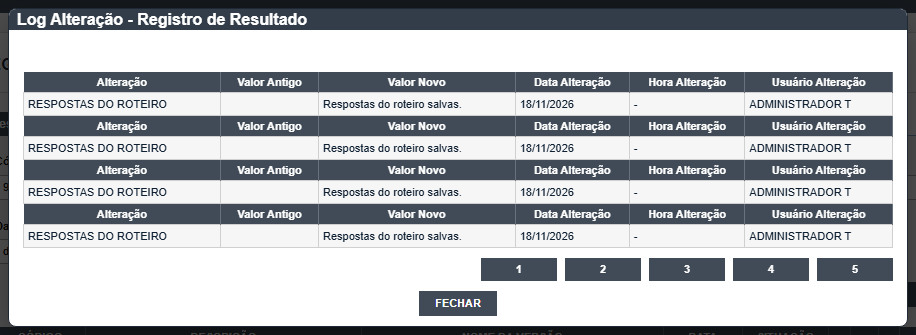 Log Alteração - Registro de Resultado
Alteração Valor Antigo Valor Novo Data Alteração Hora Alteração Usuário Alteração
RESPOSTAS DO ROTEIRO Respostas do roteiro salvas. 18/11/2026 - ADMINISTRADOR T
Alteração Valor Antigo Valor Novo Data Alteração Hora Alteração Usuário Alteração
RESPOSTAS DO ROTEIRO Respostas do roteiro salvas. 18/11/2026 - ADMINISTRADOR T
Alteração Valor Antigo Valor Novo Data Alteração Hora Alteração Usuário Alteração
RESPOSTAS DO ROTEIRO Respostas do roteiro salvas. 18/11/2026 - ADMINISTRADOR T
Alteração Valor Antigo Valor Novo Data Alteração Hora Alteração Usuário Alteração
RESPOSTAS DO ROTEIRO Respostas do roteiro salvas. 18/11/2026 - ADMINISTRADOR T
1 2 3 4 5
FECHAR